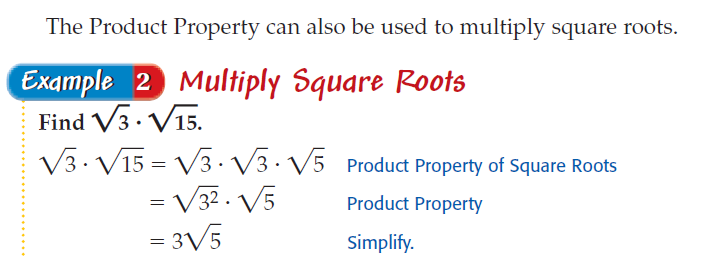 The Product Property can also be used to multiply square roots.
Example 2 Multiply Square Roots
Find √3 · √15.
√3 · √15 = √3 · √3 · √5 Product Property of Square Roots
= √3² · √5 Product Property
= 3√5 Simplify.